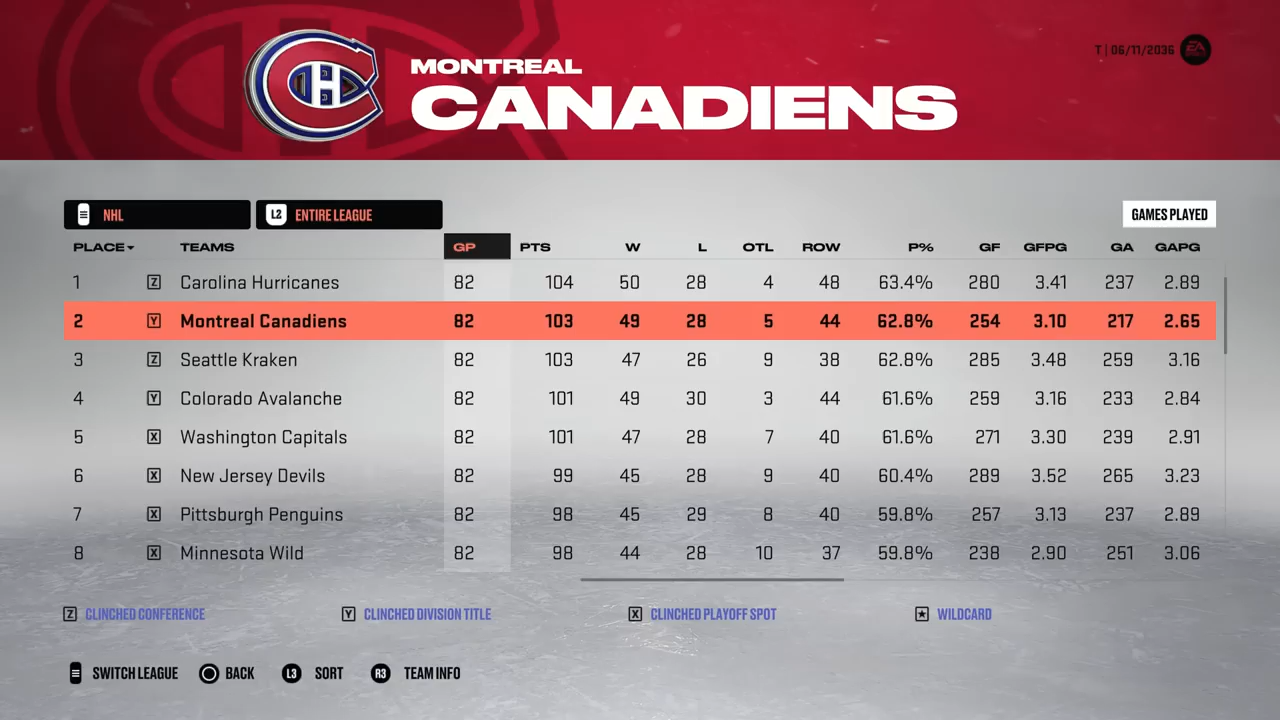 MONTREAL
CANADIENS
T | 06/11/2036 EA
NHL L2 ENTIRE LEAGUE GAMES PLAYED
PLACE TEAMS GP PTS W L OTL ROW P% GF GFPG GA GAPG
1 Z Carolina Hurricanes 82 104 50 28 4 48 63.4% 280 3.41 237 2.89
2 Y Montreal Canadiens 82 103 49 28 5 44 62.8% 254 3.10 217 2.65
3 Z Seattle Kraken 82 103 47 26 9 38 62.8% 285 3.48 259 3.16
4 Y Colorado Avalanche 82 101 49 30 3 44 61.6% 259 3.16 233 2.84
5 X Washington Capitals 82 101 47 28 7 40 61.6% 271 3.30 239 2.91
6 X New Jersey Devils 82 99 45 28 9 40 60.4% 289 3.52 265 3.23
7 X Pittsburgh Penguins 82 98 45 29 8 40 59.8% 257 3.13 237 2.89
8 X Minnesota Wild 82 98 44 28 10 37 59.8% 238 2.90 251 3.06
Z CLINCHED CONFERENCE Y CLINCHED DIVISION TITLE X CLINCHED PLAYOFF SPOT ★ WILDCARD
SWITCH LEAGUE BACK L3 SORT R3 TEAM INFO